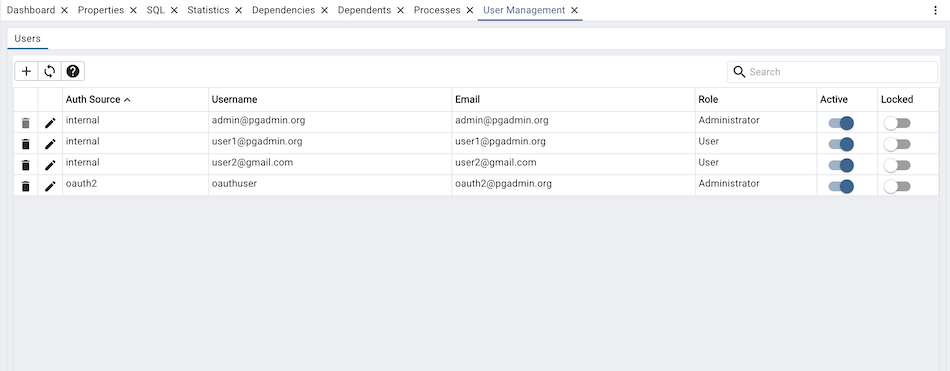 Dashboard Properties SQL Statistics Dependencies Dependents Processes User Management
Users
Search
Auth Source Username Email Role Active Locked
internal admin@pgadmin.org admin@pgadmin.org Administrator
internal user1@pgadmin.org user1@pgadmin.org User
internal user2@gmail.com user2@gmail.com User
oauth2 oauthuser oauth2@pgadmin.org Administrator